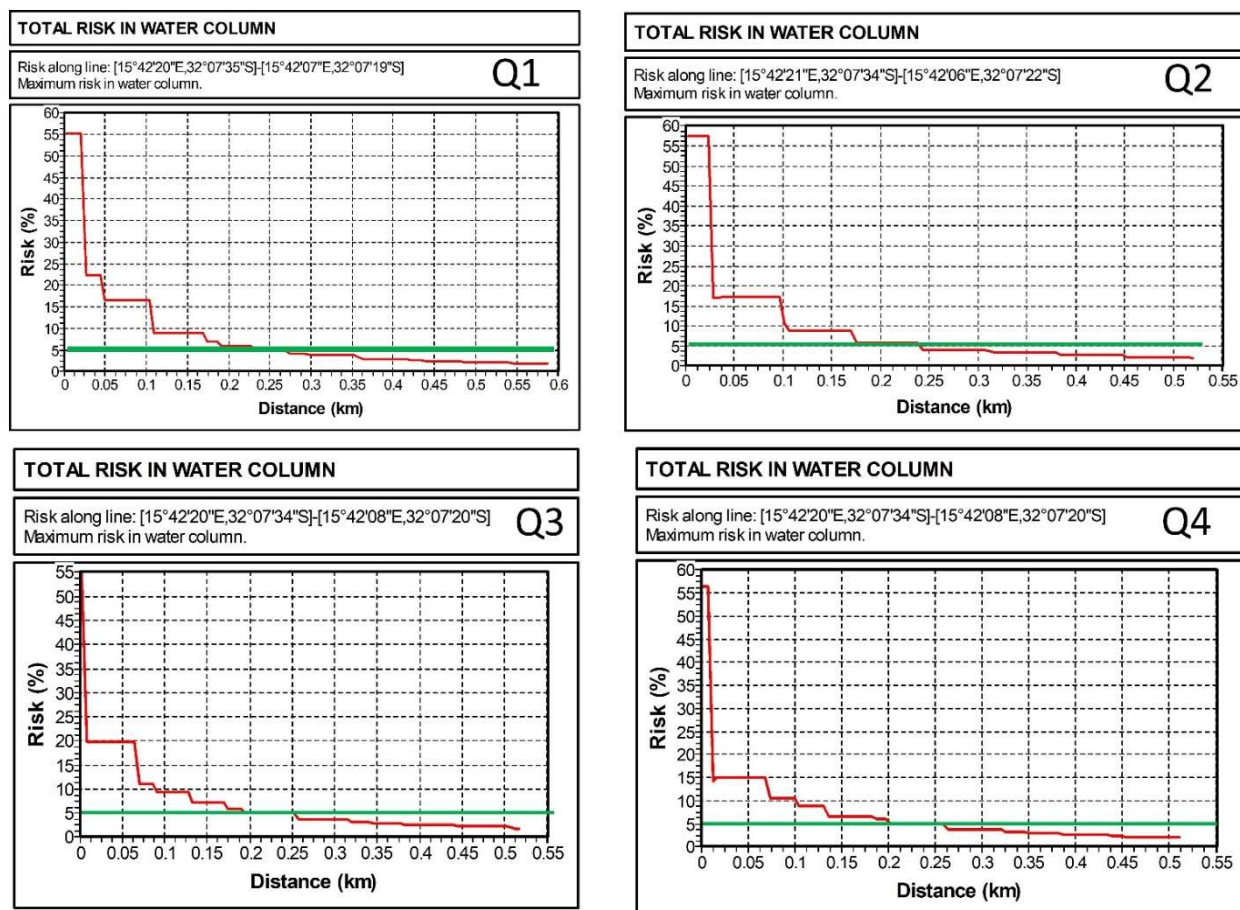 TOTAL RISK IN WATER COLUMN
Risk along line: [15°42'20"E,32°07'35"S]-[15°42'07"E,32°07'19"S]
Maximum risk in water column.
Q1
60
55
50
45
40
35
30
25
20
15
10
5
0
Risk (%)
0 0.05 0.1 0.15 0.2 0.25 0.3 0.35 0.4 0.45 0.5 0.55 0.6
Distance (km)
TOTAL RISK IN WATER COLUMN
Risk along line: [15°42'21"E,32°07'34"S]-[15°42'06"E,32°07'22"S]
Maximum risk in water column.
Q2
60
55
50
45
40
35
30
25
20
15
10
5
0
Risk (%)
0 0.05 0.1 0.15 0.2 0.25 0.3 0.35 0.4 0.45 0.5 0.55
Distance (km)
TOTAL RISK IN WATER COLUMN
Risk along line: [15°42'20"E,32°07'34"S]-[15°42'08"E,32°07'20"S]
Maximum risk in water column.
Q3
55
50
45
40
35
30
25
20
15
10
5
0
Risk (%)
0 0.05 0.1 0.15 0.2 0.25 0.3 0.35 0.4 0.45 0.5 0.55
Distance (km)
TOTAL RISK IN WATER COLUMN
Risk along line: [15°42'20"E,32°07'34"S]-[15°42'08"E,32°07'20"S]
Maximum risk in water column.
Q4
60
55
50
45
40
35
30
25
20
15
10
5
0
Risk (%)
0 0.05 0.1 0.15 0.2 0.25 0.3 0.35 0.4 0.45 0.5 0.55
Distance (km)